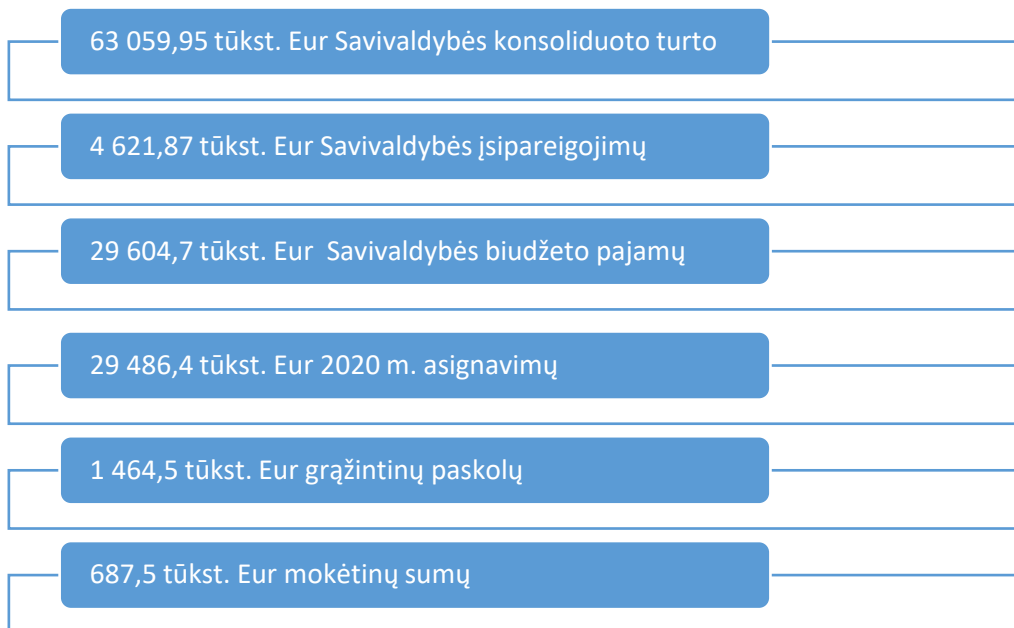 63 059,95 tūkst. Eur Savivaldybės konsoliduoto turto
4 621,87 tūkst. Eur Savivaldybės įsipareigojimų
29 604,7 tūkst. Eur  Savivaldybės biudžeto pajamų
29 486,4 tūkst. Eur 2020 m. asignavimų
1 464,5 tūkst. Eur grąžintinų paskolų
687,5 tūkst. Eur mokėtinų sumų